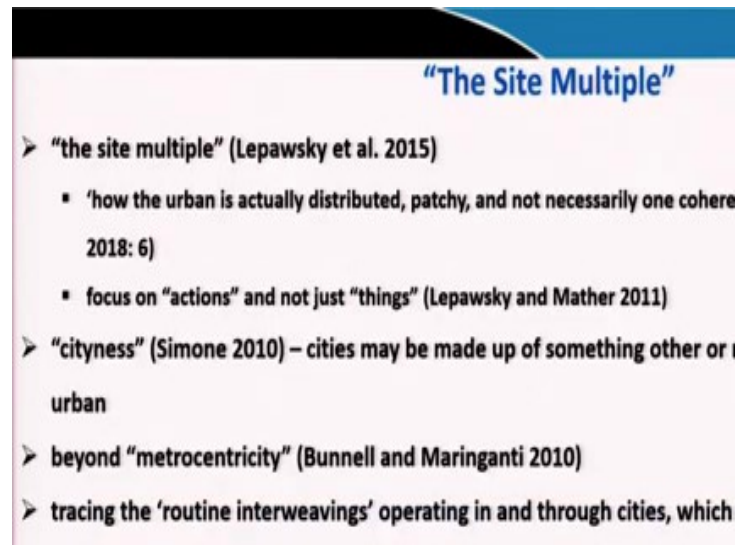 “The Site Multiple”
➤ “the site multiple” (Lepawsky et al. 2015)
▪ ‘how the urban is actually distributed, patchy, and not necessarily one cohere
2018: 6)
▪ focus on “actions” and not just “things” (Lepawsky and Mather 2011)
➤ “cityness” (Simone 2010) – cities may be made up of something other or
urban
➤ beyond “metrocentricity” (Bunnell and Maringanti 2010)
➤ tracing the ‘routine interweavings’ operating in and through cities, which